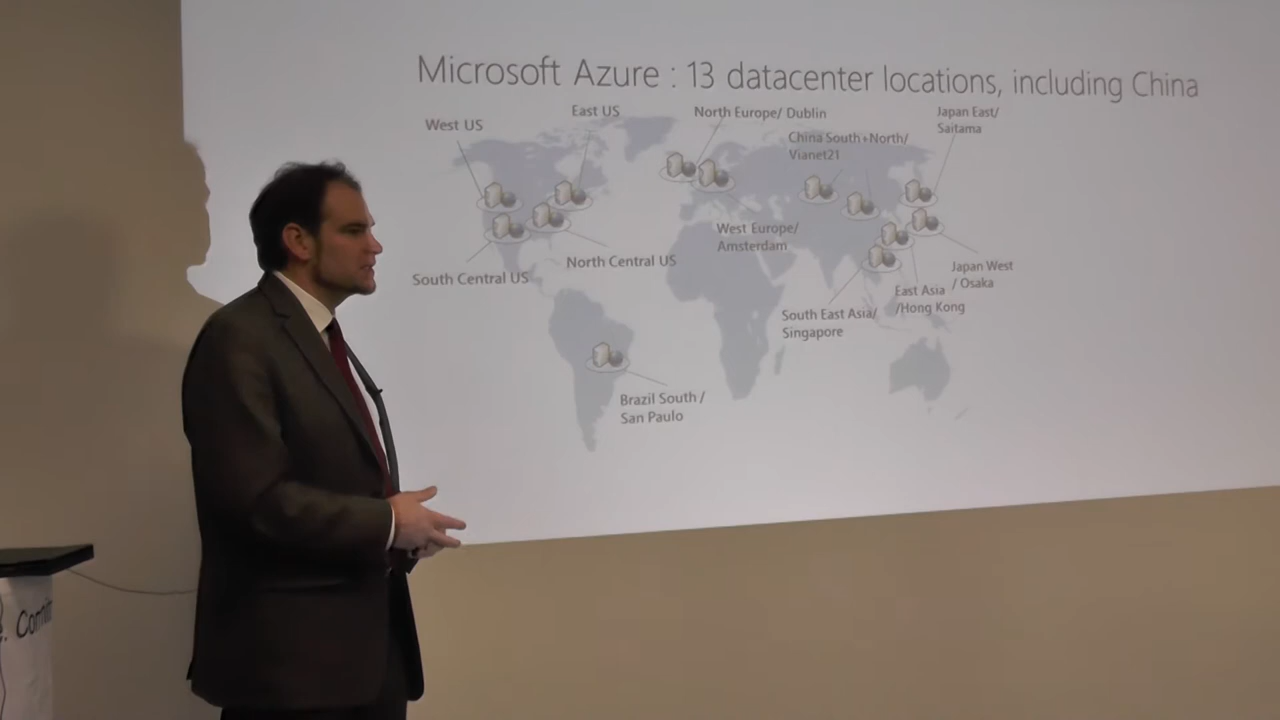 Microsoft Azure : 13 datacenter locations, including China
East US
North Europe/ Dublin
Japan East/
Saitama
West US
China South+North/
Vianet21
West Europe/
Amsterdam
North Central US
South Central US
Japan West
/ Osaka
East Asia
/Hong Kong
South East Asia/
Singapore
Brazil South /
San Paulo